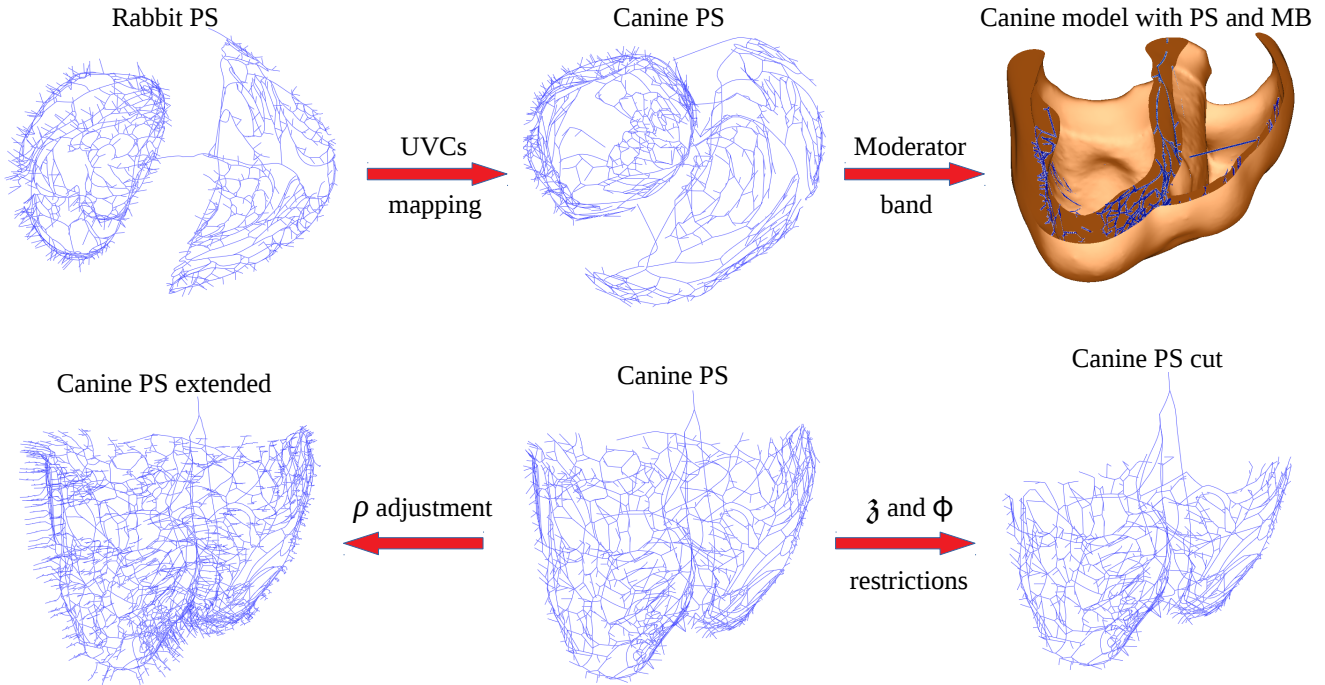 Rabbit PS
Canine PS
Canine model with PS and MB
UVCs
mapping
Moderator
band
Canine PS extended
Canine PS
Canine PS cut
ρ adjustment
𝔷 and Φ
restrictions